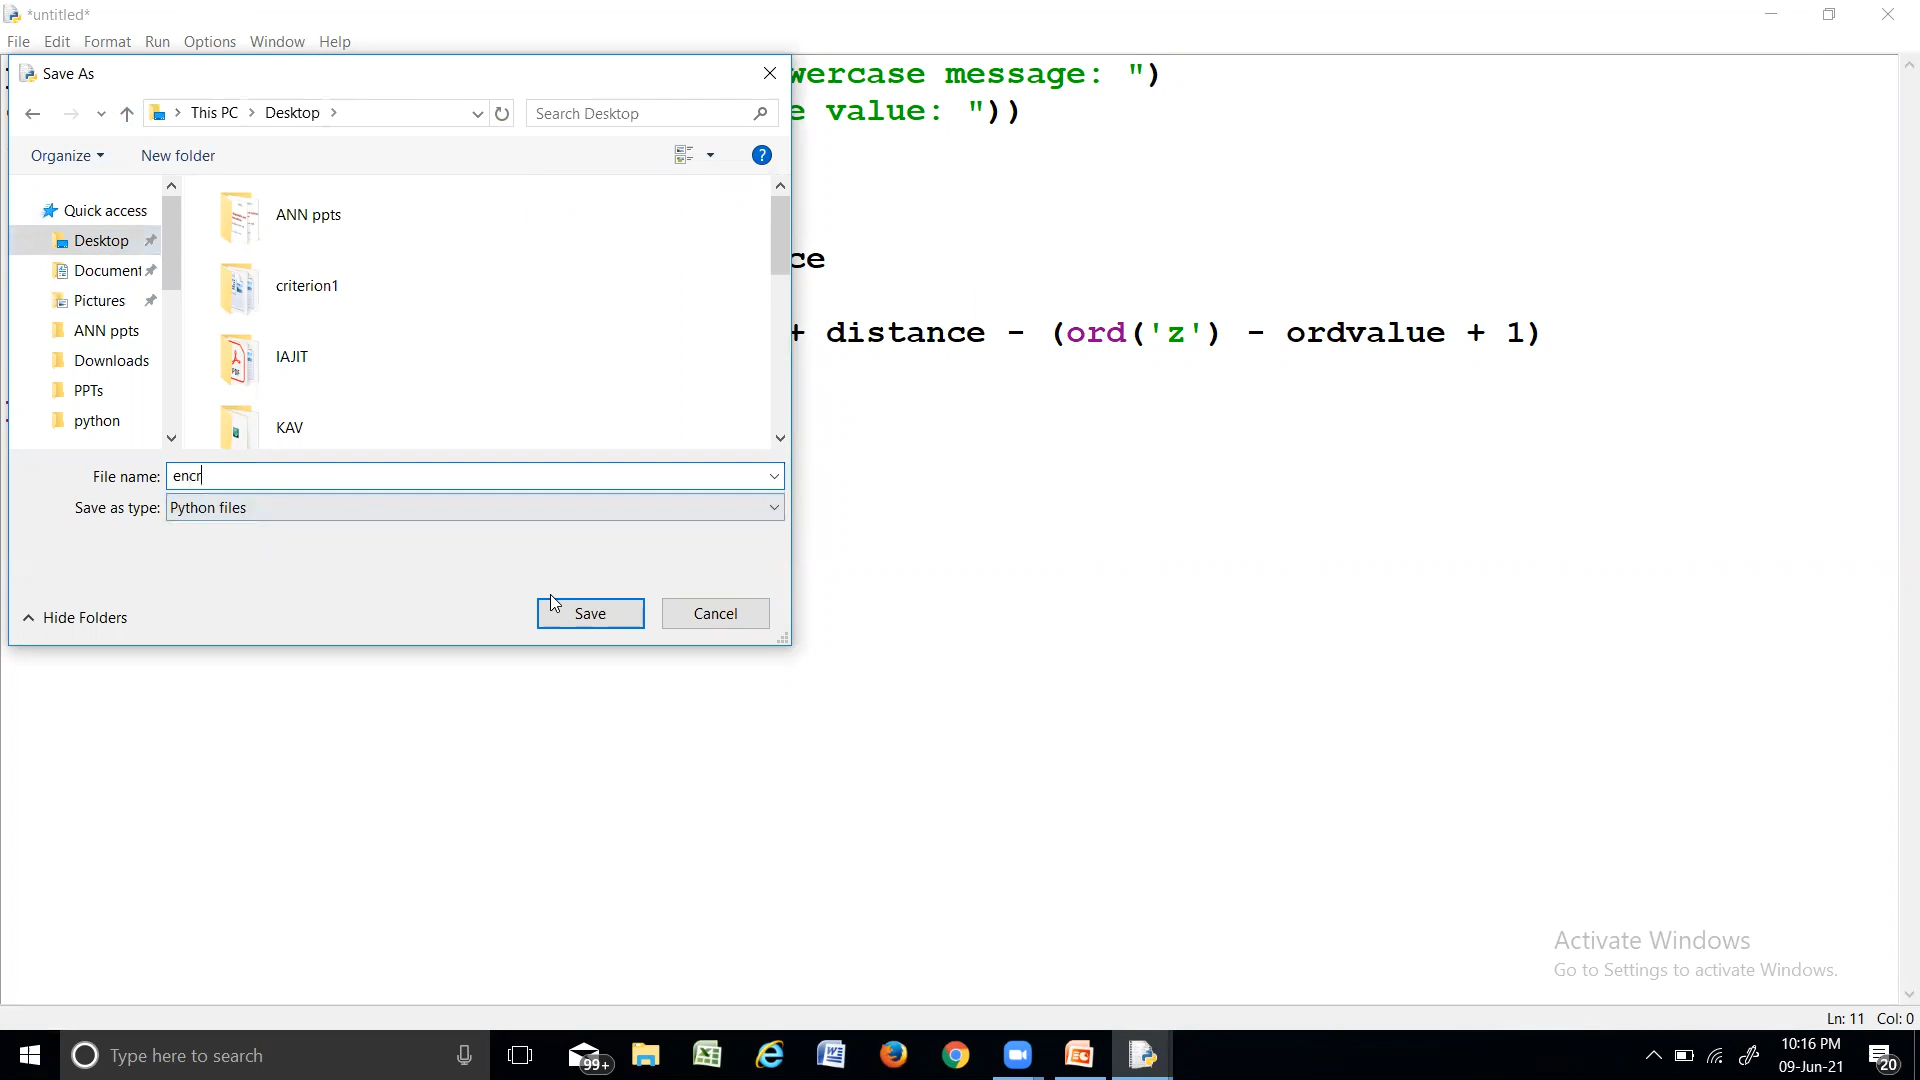 *untitled*
File Edit Format Run Options Window Help
Save As
wercase message: ")
This PC > Desktop >
Search Desktop
e value: "))
Organize
New folder
Quick access
Desktop
Document
Pictures
ANN ppts
Downloads
PPTs
python
ANN ppts
criterion1
IAJIT
KAV
ce
+ distance - (ord('z') - ordvalue + 1)
File name: encr
Save as type: Python files
Hide Folders
Save
Cancel
Activate Windows
Go to Settings to activate Windows.
Ln: 11 Col: 0
Type here to search
99+
10:16 PM
09-Jun-21
20